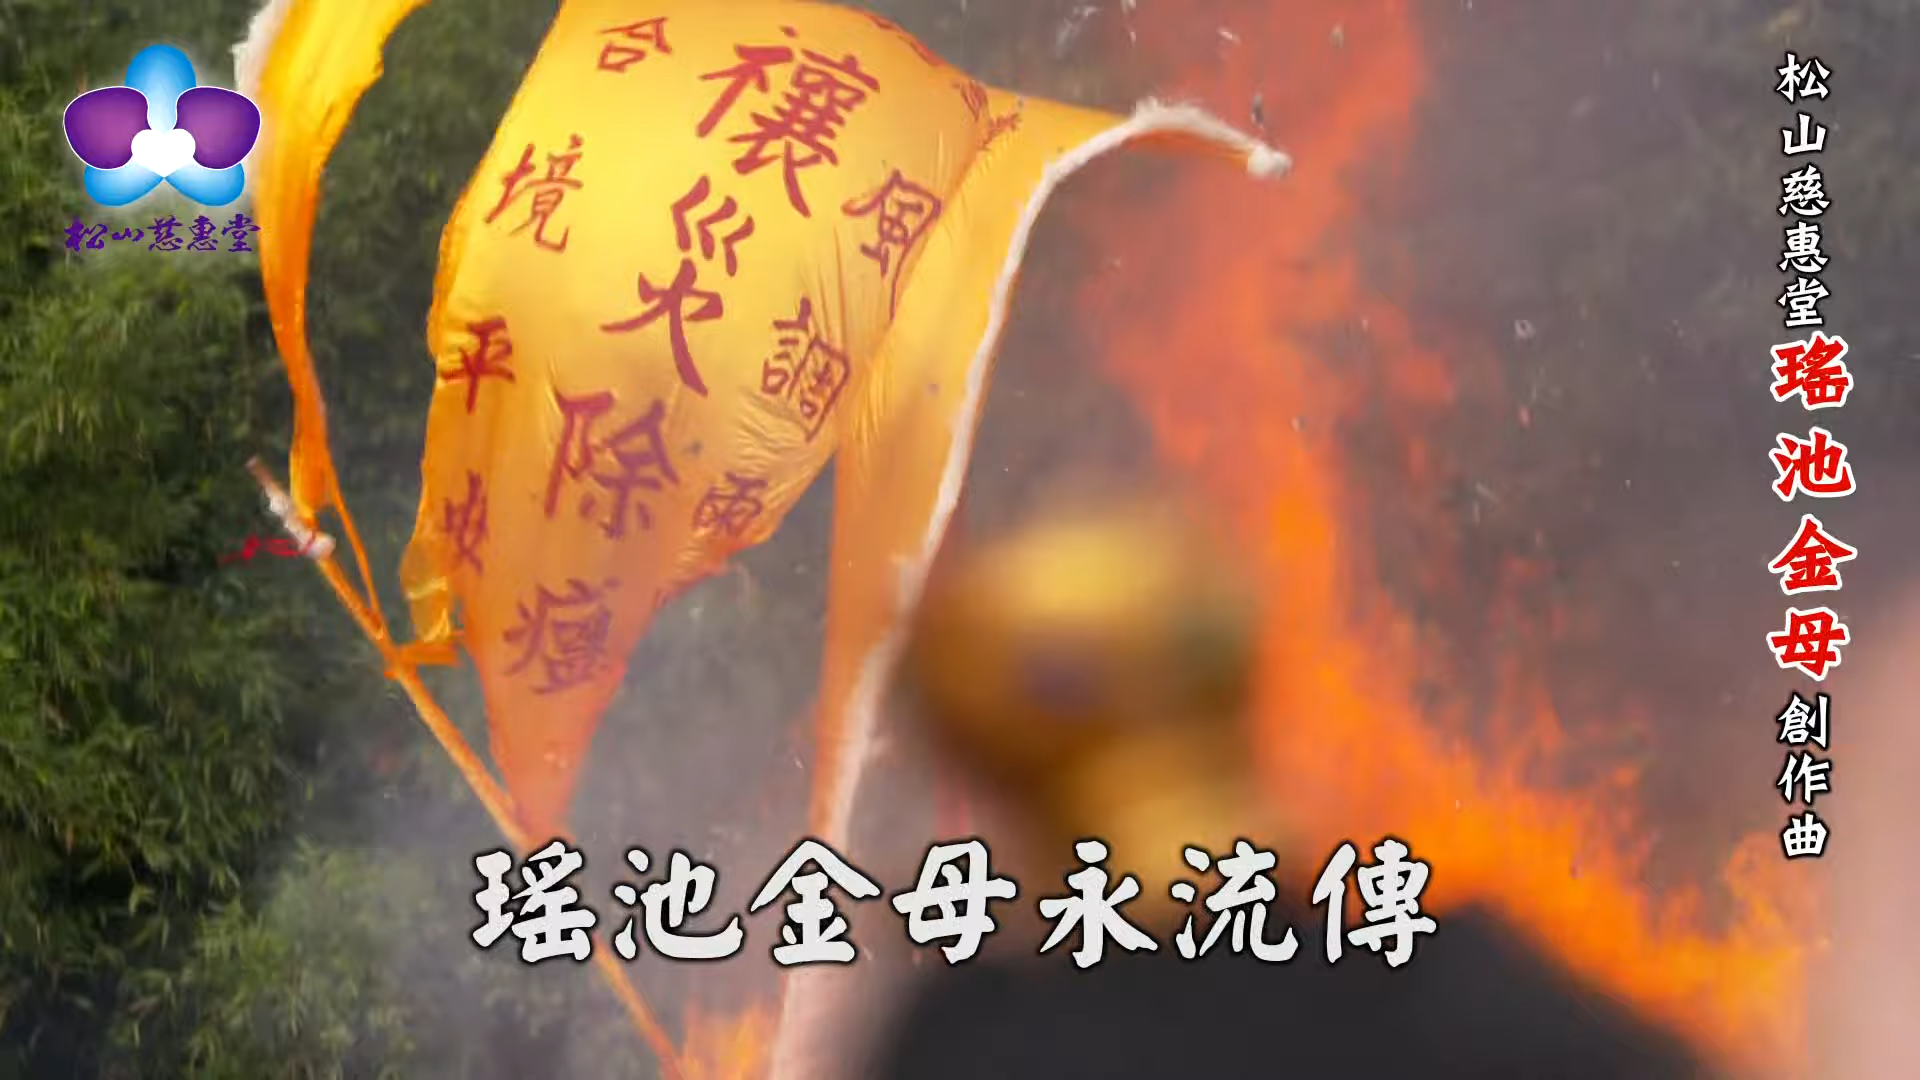 松山慈惠堂
合境平安
禳災除瘟
風調雨
松山慈惠堂瑤池金母創作曲
瑤池金母永流傳